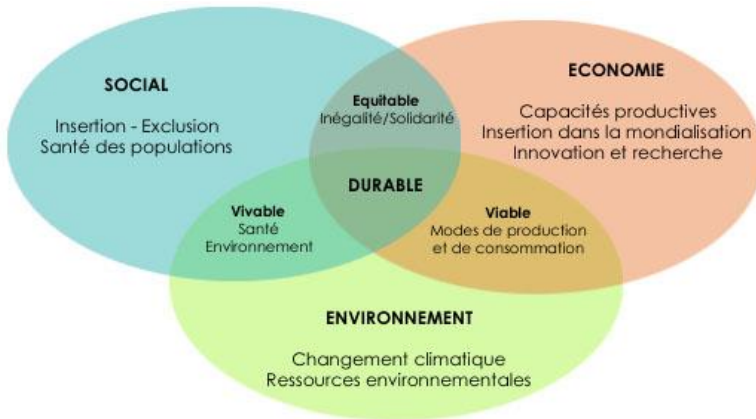 SOCIAL
Insertion - Exclusion
Santé des populations
Equitable
Inégalité/Solidarité
ECONOMIE
Capacités productives
Insertion dans la mondialisation
Innovation et recherche
DURABLE
Vivable
Santé
Environnement
Viable
Modes de production
et de consommation
ENVIRONNEMENT
Changement climatique
Ressources environnementales